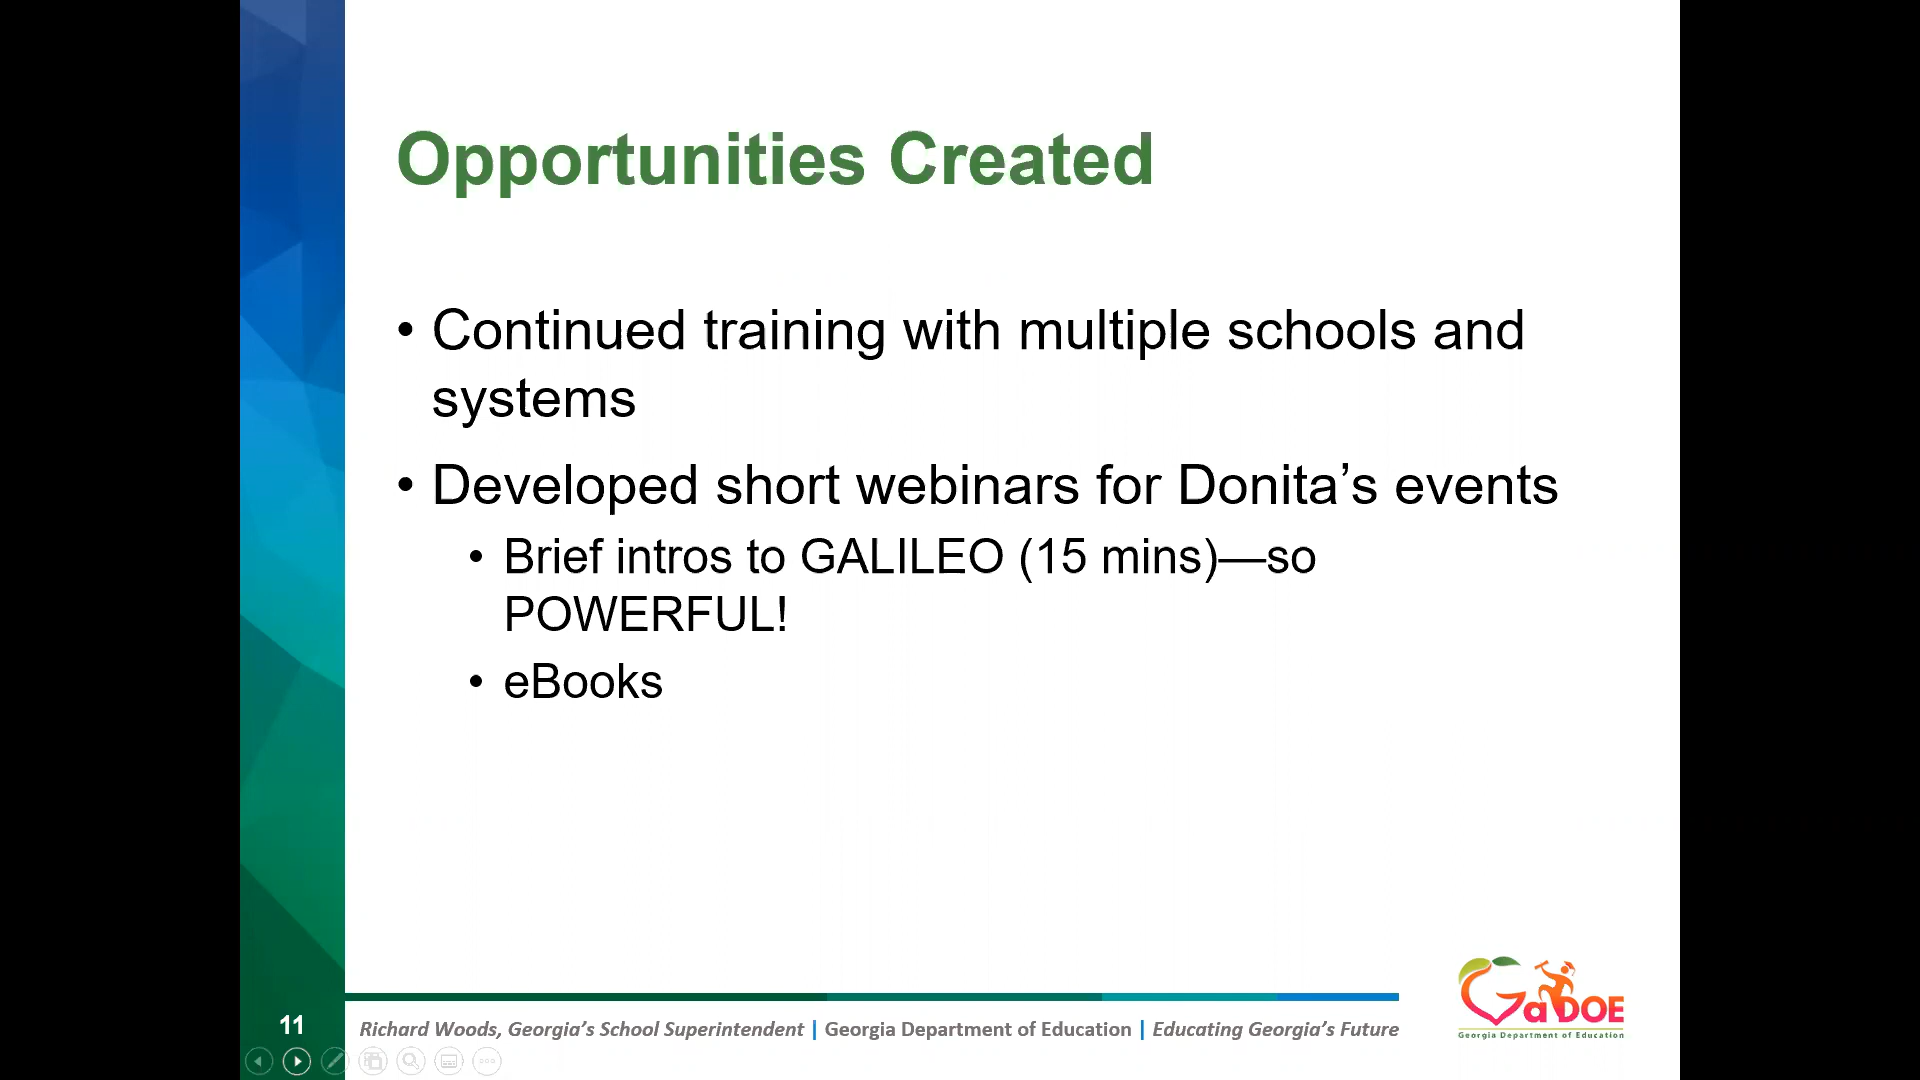 Opportunities Created
• Continued training with multiple schools and
systems
• Developed short webinars for Donita’s events
• Brief intros to GALILEO (15 mins)—so
POWERFUL!
• eBooks
11
Richard Woods, Georgia’s School Superintendent | Georgia Department of Education | Educating Georgia’s Future
GaDOE
Georgia Department of Education